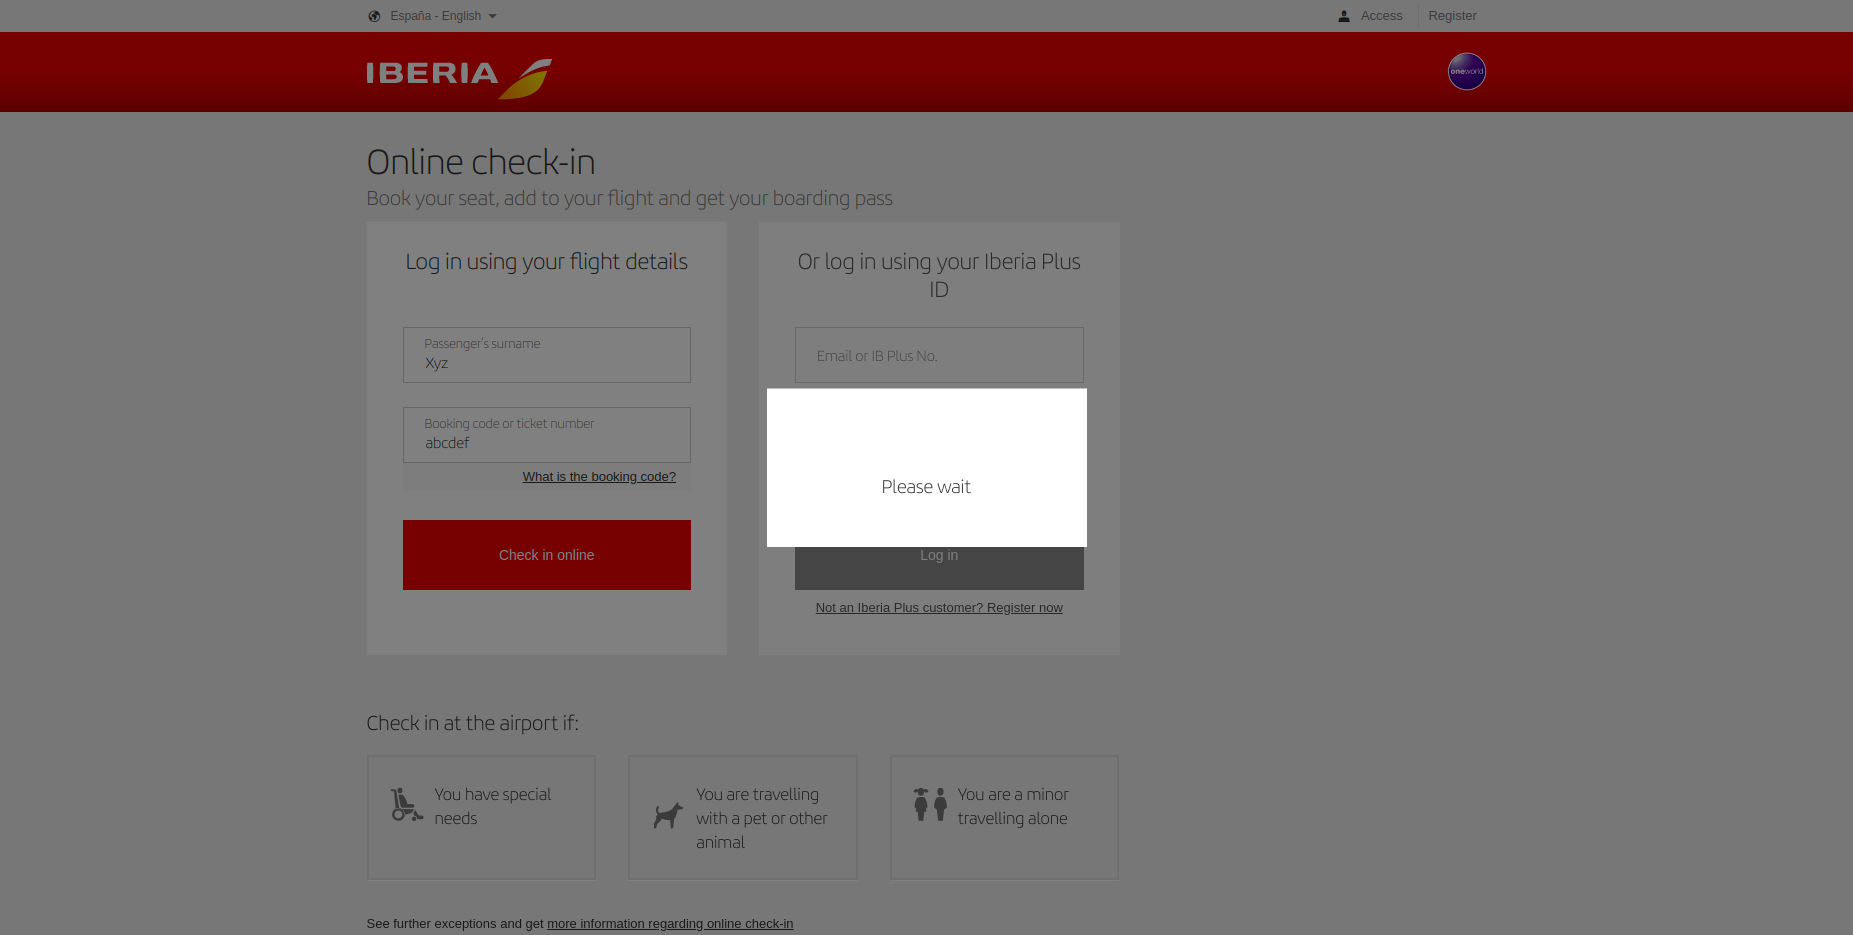 España - English
Access
Register
IBERIA
oneworld
Online check-in
Book your seat, add to your flight and get your boarding pass
Log in using your flight details
Passenger's surname
Xyz
Booking code or ticket number
abcdef
What is the booking code?
Check in online
Or log in using your Iberia Plus
ID
Email or IB Plus No.
Please wait
Log in
Not an Iberia Plus customer? Register now
Check in at the airport if:
You have special
needs
You are travelling
with a pet or other
animal
You are a minor
travelling alone
See further exceptions and get more information regarding online check-in